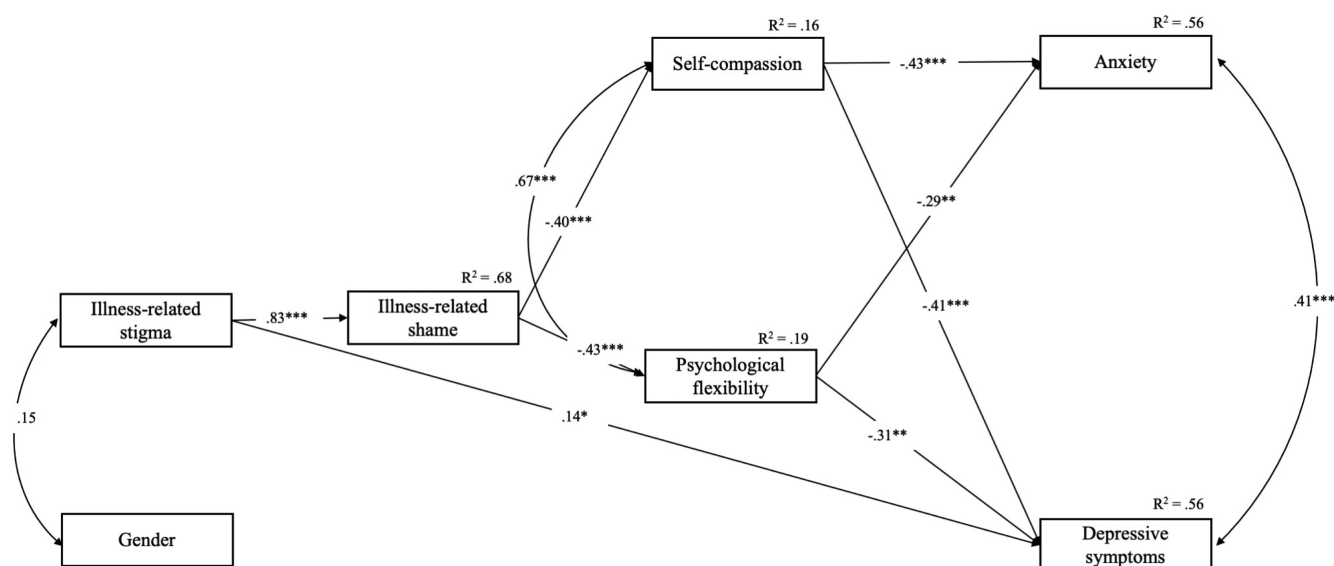 R² = .16
R² = .56
Self-compassion
-.43***
Anxiety
.67***
-.29**
-.40***
R² = .68
-.41***
.41***
Illness-related
stigma
.83***
Illness-related
shame
R² = .19
-.43***
Psychological
flexibility
.15
.14*
-.31**
R² = .56
Gender
Depressive
symptoms